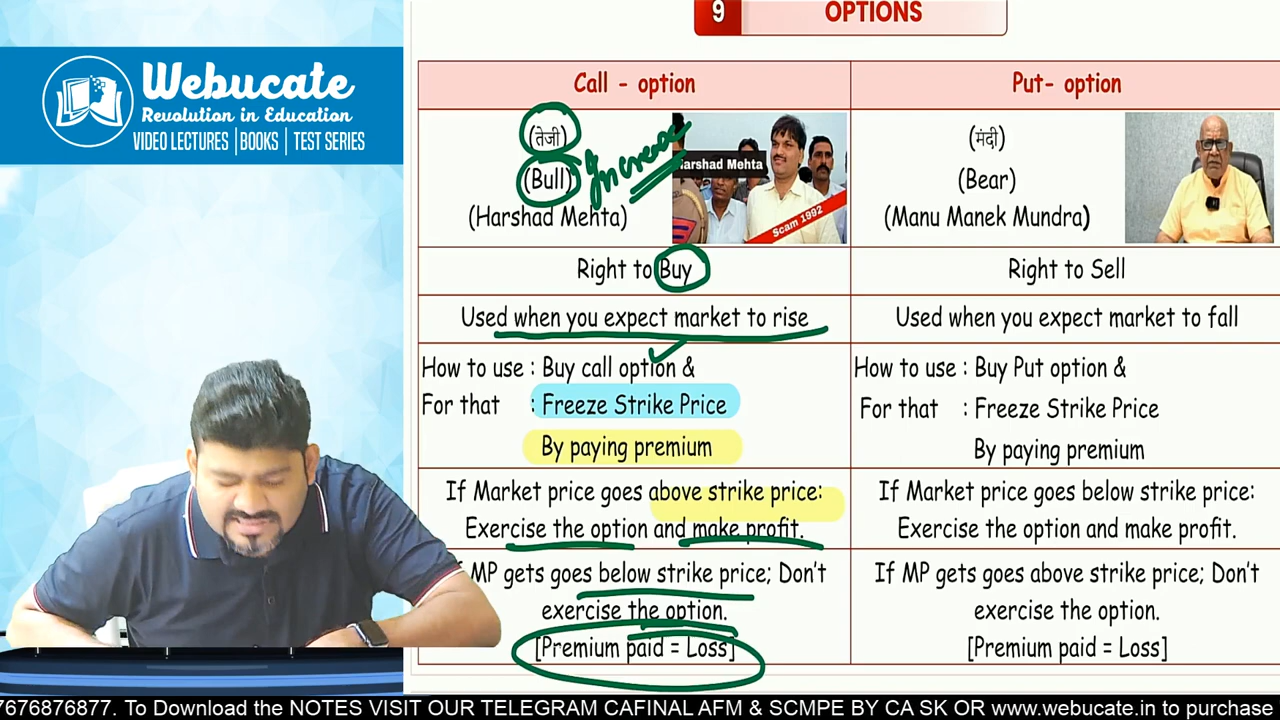 9 OPTIONS
Webucate
Revolution in Education
VIDEO LECTURES | BOOKS | TEST SERIES
Call - option
Put- option
(तेजी)
(Bull)
Increase
(Harshad Mehta)
Harshad Mehta
Scam 1992
(मंदी)
(Bear)
(Manu Manek Mundra)
Right to Buy
Right to Sell
Used when you expect market to rise
Used when you expect market to fall
How to use : Buy call option &
For that : Freeze Strike Price
By paying premium
How to use : Buy Put option &
For that : Freeze Strike Price
By paying premium
If Market price goes above strike price:
Exercise the option and make profit.
If Market price goes below strike price:
Exercise the option and make profit.
f MP gets goes below strike price; Don't
exercise the option.
[Premium paid = Loss]
If MP gets goes above strike price; Don't
exercise the option.
[Premium paid = Loss]
7676876877. To Download the NOTES VISIT OUR TELEGRAM CAFINAL AFM & SCMPE BY CA SK OR www.webucate.in to purchase